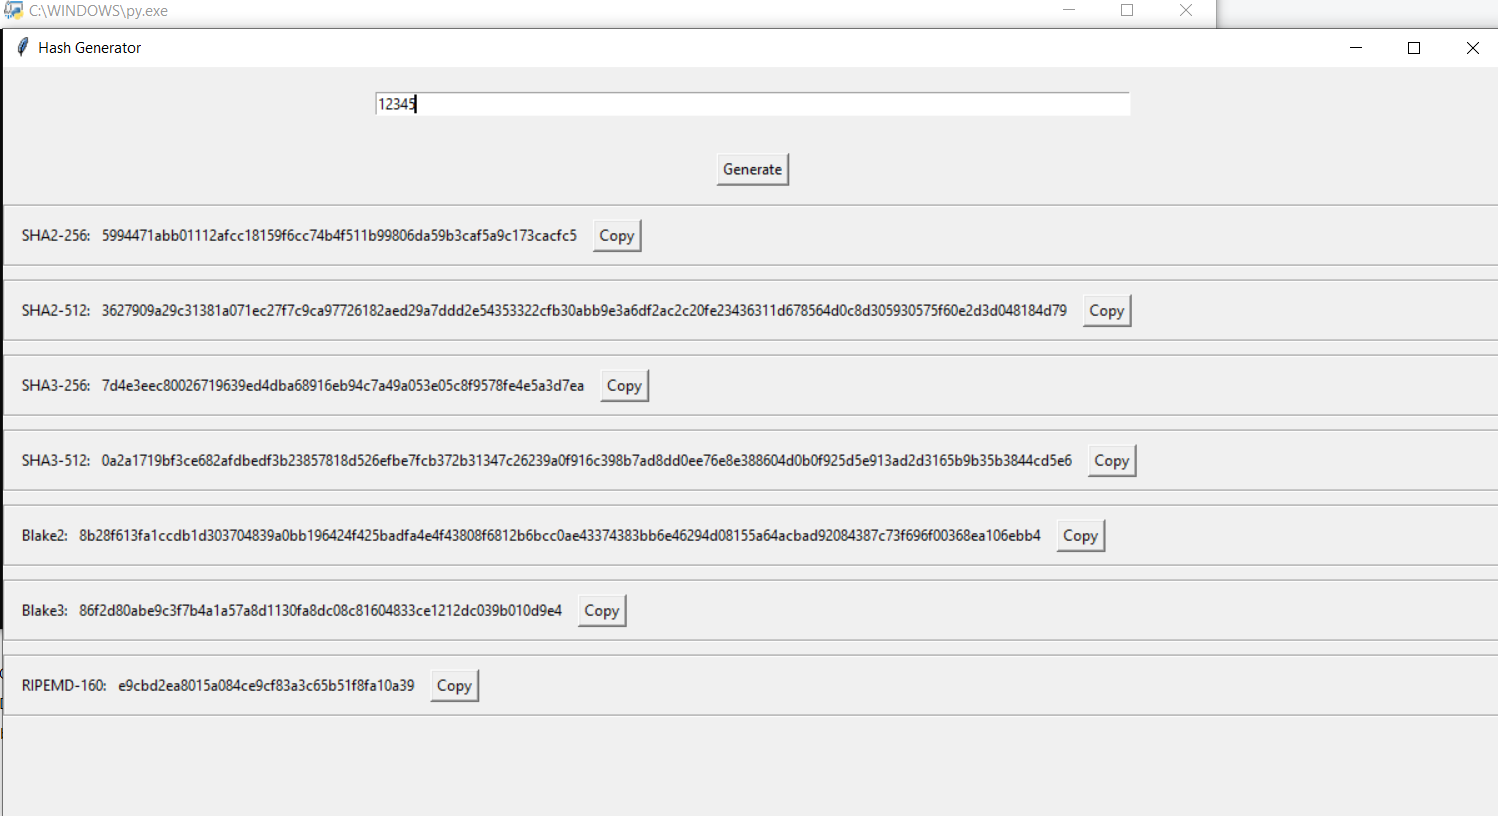 C:\WINDOWS\py.exe
Hash Generator
12345
Generate
SHA2-256: 5994471abb01112afcc18159f6cc74b4f511b99806da59b3caf5a9c173cacfc5 Copy
SHA2-512: 3627909a29c31381a071ec27f7c9ca97726182aed29a7ddd2e54353322cfb30abb9e3a6df2ac2c20fe23436311d678564d0c8d305930575f60e2d3d048184d79 Copy
SHA3-256: 7d4e3eec80026719639ed4dba68916eb94c7a49a053e05c8f9578fe4e5a3d7ea Copy
SHA3-512: 0a2a1719bf3ce682afdbedf3b23857818d526efbe7fcb372b31347c26239a0f916c398b7ad8dd0ee76e8e388604d0b0f925d5e913ad2d3165b9b35b3844cd5e6 Copy
Blake2: 8b28f613fa1ccdb1d303704839a0bb196424f425badfa4e4f43808f6812b6bcc0ae43374383bb6e46294d08155a64acbad92084387c73f696f00368ea106ebb4 Copy
Blake3: 86f2d80abe9c3f7b4a1a57a8d1130fa8dc08c81604833ce1212dc039b010d9e4 Copy
RIPEMD-160: e9cbd2ea8015a084ce9cf83a3c65b51f8fa10a39 Copy